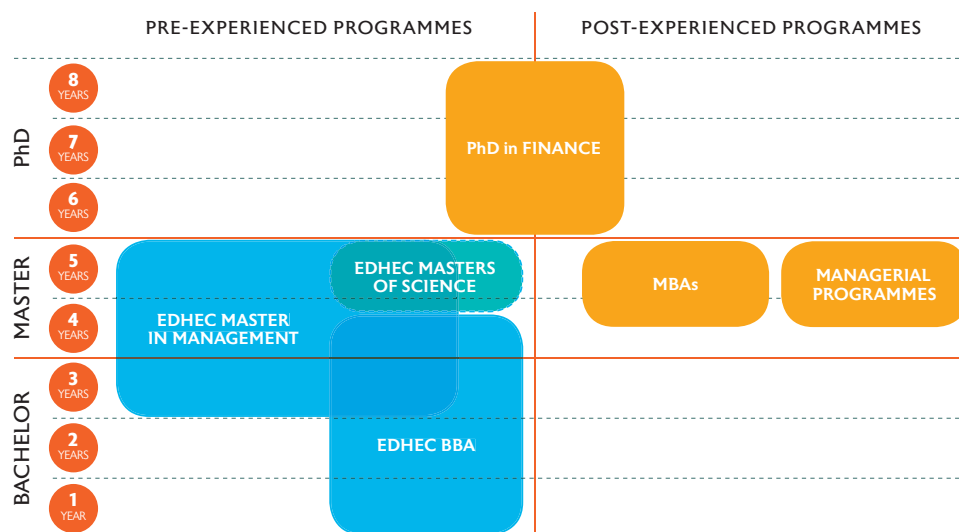 PRE-EXPERIENCED PROGRAMMES
POST-EXPERIENCED PROGRAMMES
PhD
8
YEARS
7
YEARS
6
YEARS
PhD in FINANCE
MASTER
5
YEARS
4
YEARS
EDHEC MASTER
IN MANAGEMENT
EDHEC MASTERS
OF SCIENCE
MBAs
MANAGERIAL
PROGRAMMES
BACHELOR
3
YEARS
2
YEARS
1
YEAR
EDHEC BBA